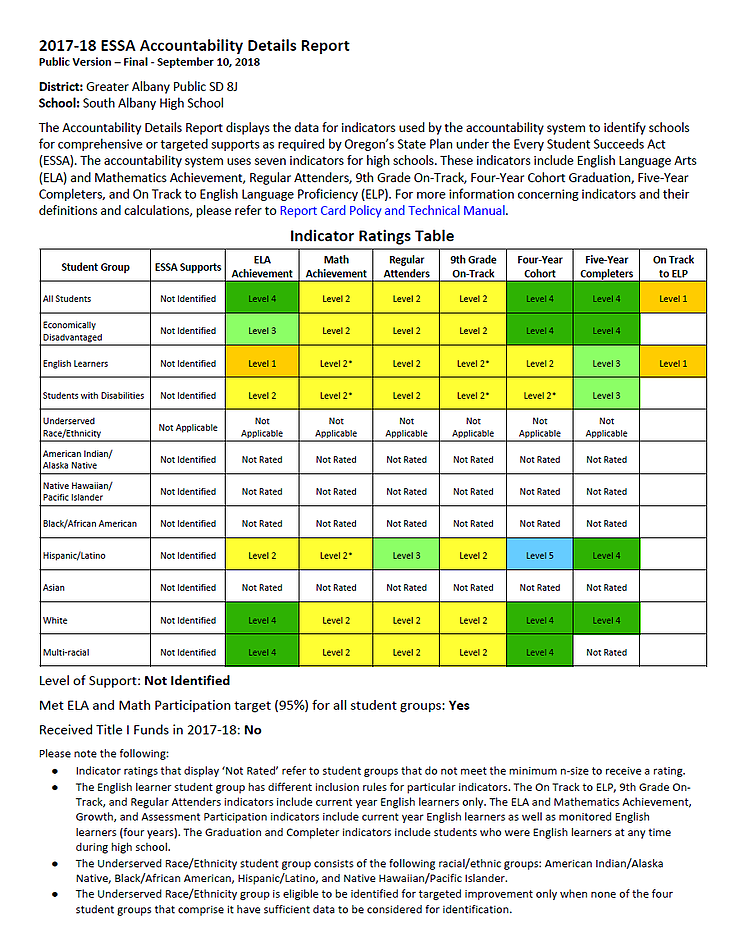 2017-18 ESSA Accountability Details Report
Public Version – Final - September 10, 2018
District: Greater Albany Public SD 8J
School: South Albany High School
The Accountability Details Report displays the data for indicators used by the accountability system to identify schools
for comprehensive or targeted supports as required by Oregon's State Plan under the Every Student Succeeds Act
(ESSA). The accountability system uses seven indicators for high schools. These indicators include English Language Arts
(ELA) and Mathematics Achievement, Regular Attenders, 9th Grade On-Track, Four-Year Cohort Graduation, Five-Year
Completers, and On Track to English Language Proficiency (ELP). For more information concerning indicators and their
definitions and calculations, please refer to Report Card Policy and Technical Manual.
Indicator Ratings Table
Student Group ESSA Supports ELA Achievement Math Achievement Regular Attenders 9th Grade On-Track Four-Year Cohort Five-Year Completers On Track to ELP
All Students Not Identified Level 4 Level 2 Level 2 Level 2 Level 4 Level 4 Level 1
Economically Disadvantaged Not Identified Level 3 Level 2 Level 2 Level 2 Level 4 Level 4
English Learners Not Identified Level 1 Level 2* Level 2 Level 2* Level 2 Level 3 Level 1
Students with Disabilities Not Identified Level 2 Level 2* Level 2 Level 2* Level 2* Level 3
Underserved Race/Ethnicity Not Applicable Not Applicable Not Applicable Not Applicable Not Applicable Not Applicable Not Applicable
American Indian/ Alaska Native Not Identified Not Rated Not Rated Not Rated Not Rated Not Rated Not Rated
Native Hawaiian/ Pacific Islander Not Identified Not Rated Not Rated Not Rated Not Rated Not Rated Not Rated
Black/African American Not Identified Not Rated Not Rated Not Rated Not Rated Not Rated Not Rated
Hispanic/Latino Not Identified Level 2 Level 2* Level 3 Level 2 Level 5 Level 4
Asian Not Identified Not Rated Not Rated Not Rated Not Rated Not Rated Not Rated
White Not Identified Level 4 Level 2 Level 2 Level 2 Level 4 Level 4
Multi-racial Not Identified Level 4 Level 2 Level 2 Level 2 Level 4 Not Rated
Level of Support: Not Identified
Met ELA and Math Participation target (95%) for all student groups: Yes
Received Title I Funds in 2017-18: No
Please note the following:
● Indicator ratings that display 'Not Rated' refer to student groups that do not meet the minimum n-size to receive a rating.
● The English learner student group has different inclusion rules for particular indicators. The On Track to ELP, 9th Grade On-
Track, and Regular Attenders indicators include current year English learners only. The ELA and Mathematics Achievement,
Growth, and Assessment Participation indicators include current year English learners as well as monitored English
learners (four years). The Graduation and Completer indicators include students who were English learners at any time
during high school.
● The Underserved Race/Ethnicity student group consists of the following racial/ethnic groups: American Indian/Alaska
Native, Black/African American, Hispanic/Latino, and Native Hawaiian/Pacific Islander.
● The Underserved Race/Ethnicity group is eligible to be identified for targeted improvement only when none of the four
student groups that comprise it have sufficient data to be considered for identification.